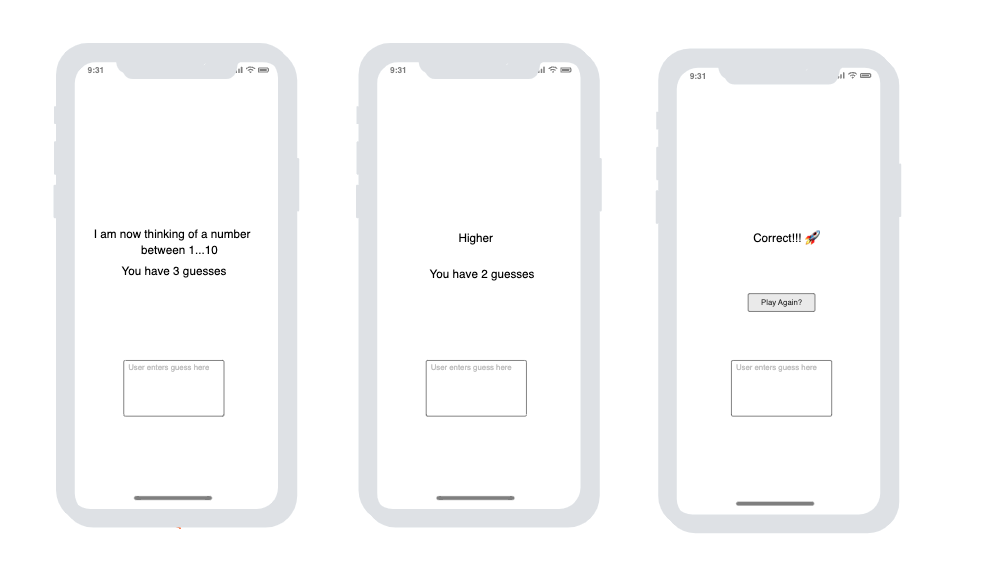 9:31
I am now thinking of a number
between 1...10
You have 3 guesses
User enters guess here
9:31
Higher
You have 2 guesses
User enters guess here
9:31
Correct!!! 🚀
Play Again?
User enters guess here